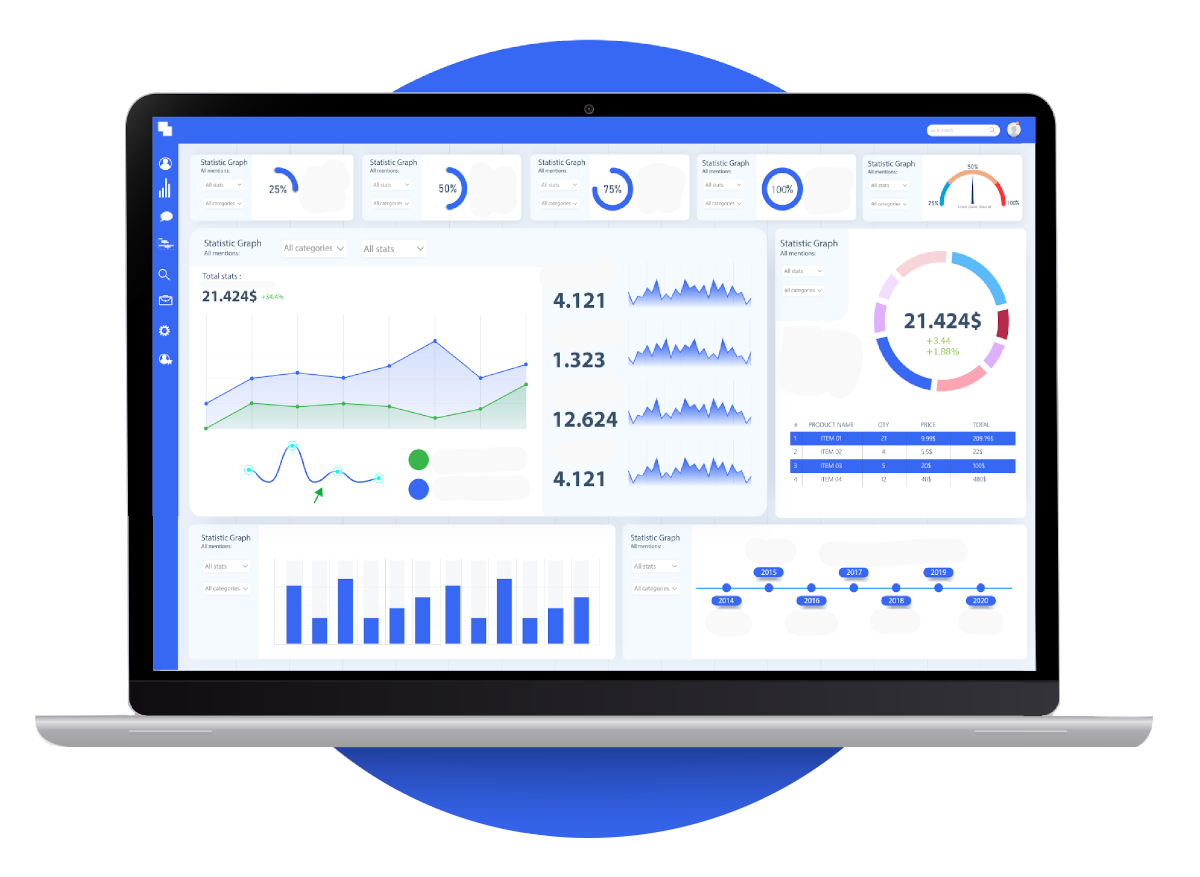 Search
Statistic Graph
All mentions:
All stats
All categories
25%
Statistic Graph
All mentions:
All stats
All categories
50%
Statistic Graph
All mentions:
All stats
All categories
75%
Statistic Graph
All mentions:
All stats
All categories
100%
Statistic Graph
All mentions:
All stats
All categories
50%
25%
100%
Statistic Graph
All mentions:
All categories
All stats
Total stats :
21.424$ +34.4%
4.121
1.323
12.624
4.121
Statistic Graph
All mentions:
All stats
All categories
21.424$
+3.44
+1.88%
# PRODUCT NAME QTY PRICE TOTAL
1 ITEM 01 21 9.99$ 209.79$
2 ITEM 02 4 5.5$ 22$
3 ITEM 03 5 20$ 100$
4 ITEM 04 12 40$ 480$
Statistic Graph
All mentions:
All stats
All categories
Statistic Graph
All mentions:
All stats
All categories
2015 2017 2019
2014 2016 2018 2020